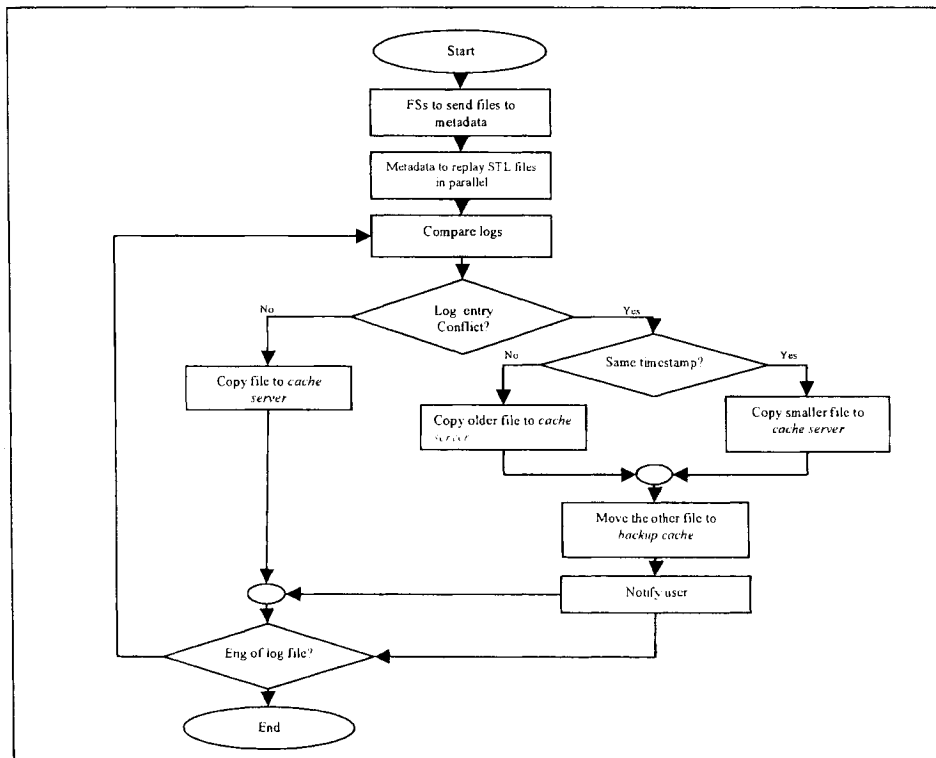 Start
FSs to send files to
metadata
Metadata to replay STL files
in parallel
Compare logs
No
Log entry
Conflict?
Yes
No
Same timestamp?
Yes
Copy file to cache
server
Copy older file to cache
server
Copy smaller file to
cache server
Move the other file to
backup cache
Notify user
Eng of log file?
End